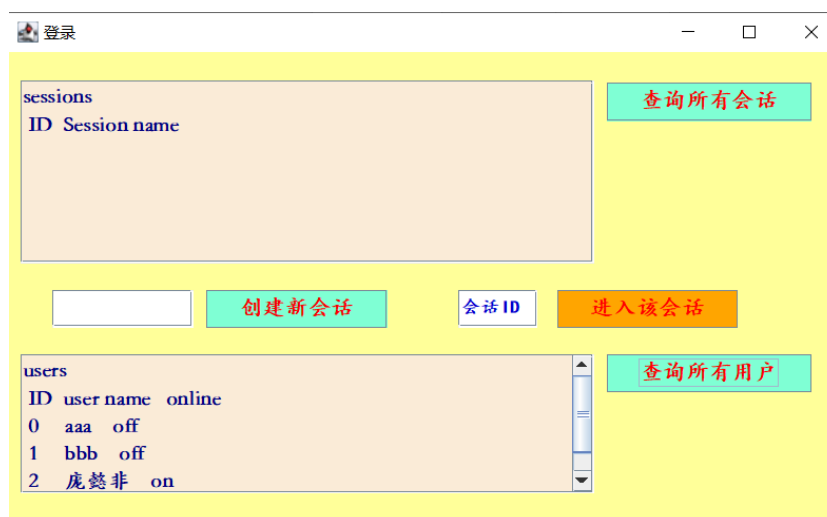 登录
sessions
ID Session name
查询所有会话
创建新会话
会话ID
进入该会话
users
ID user name online
0 aaa off
1 bbb off
2 庞懿非 on
查询所有用户